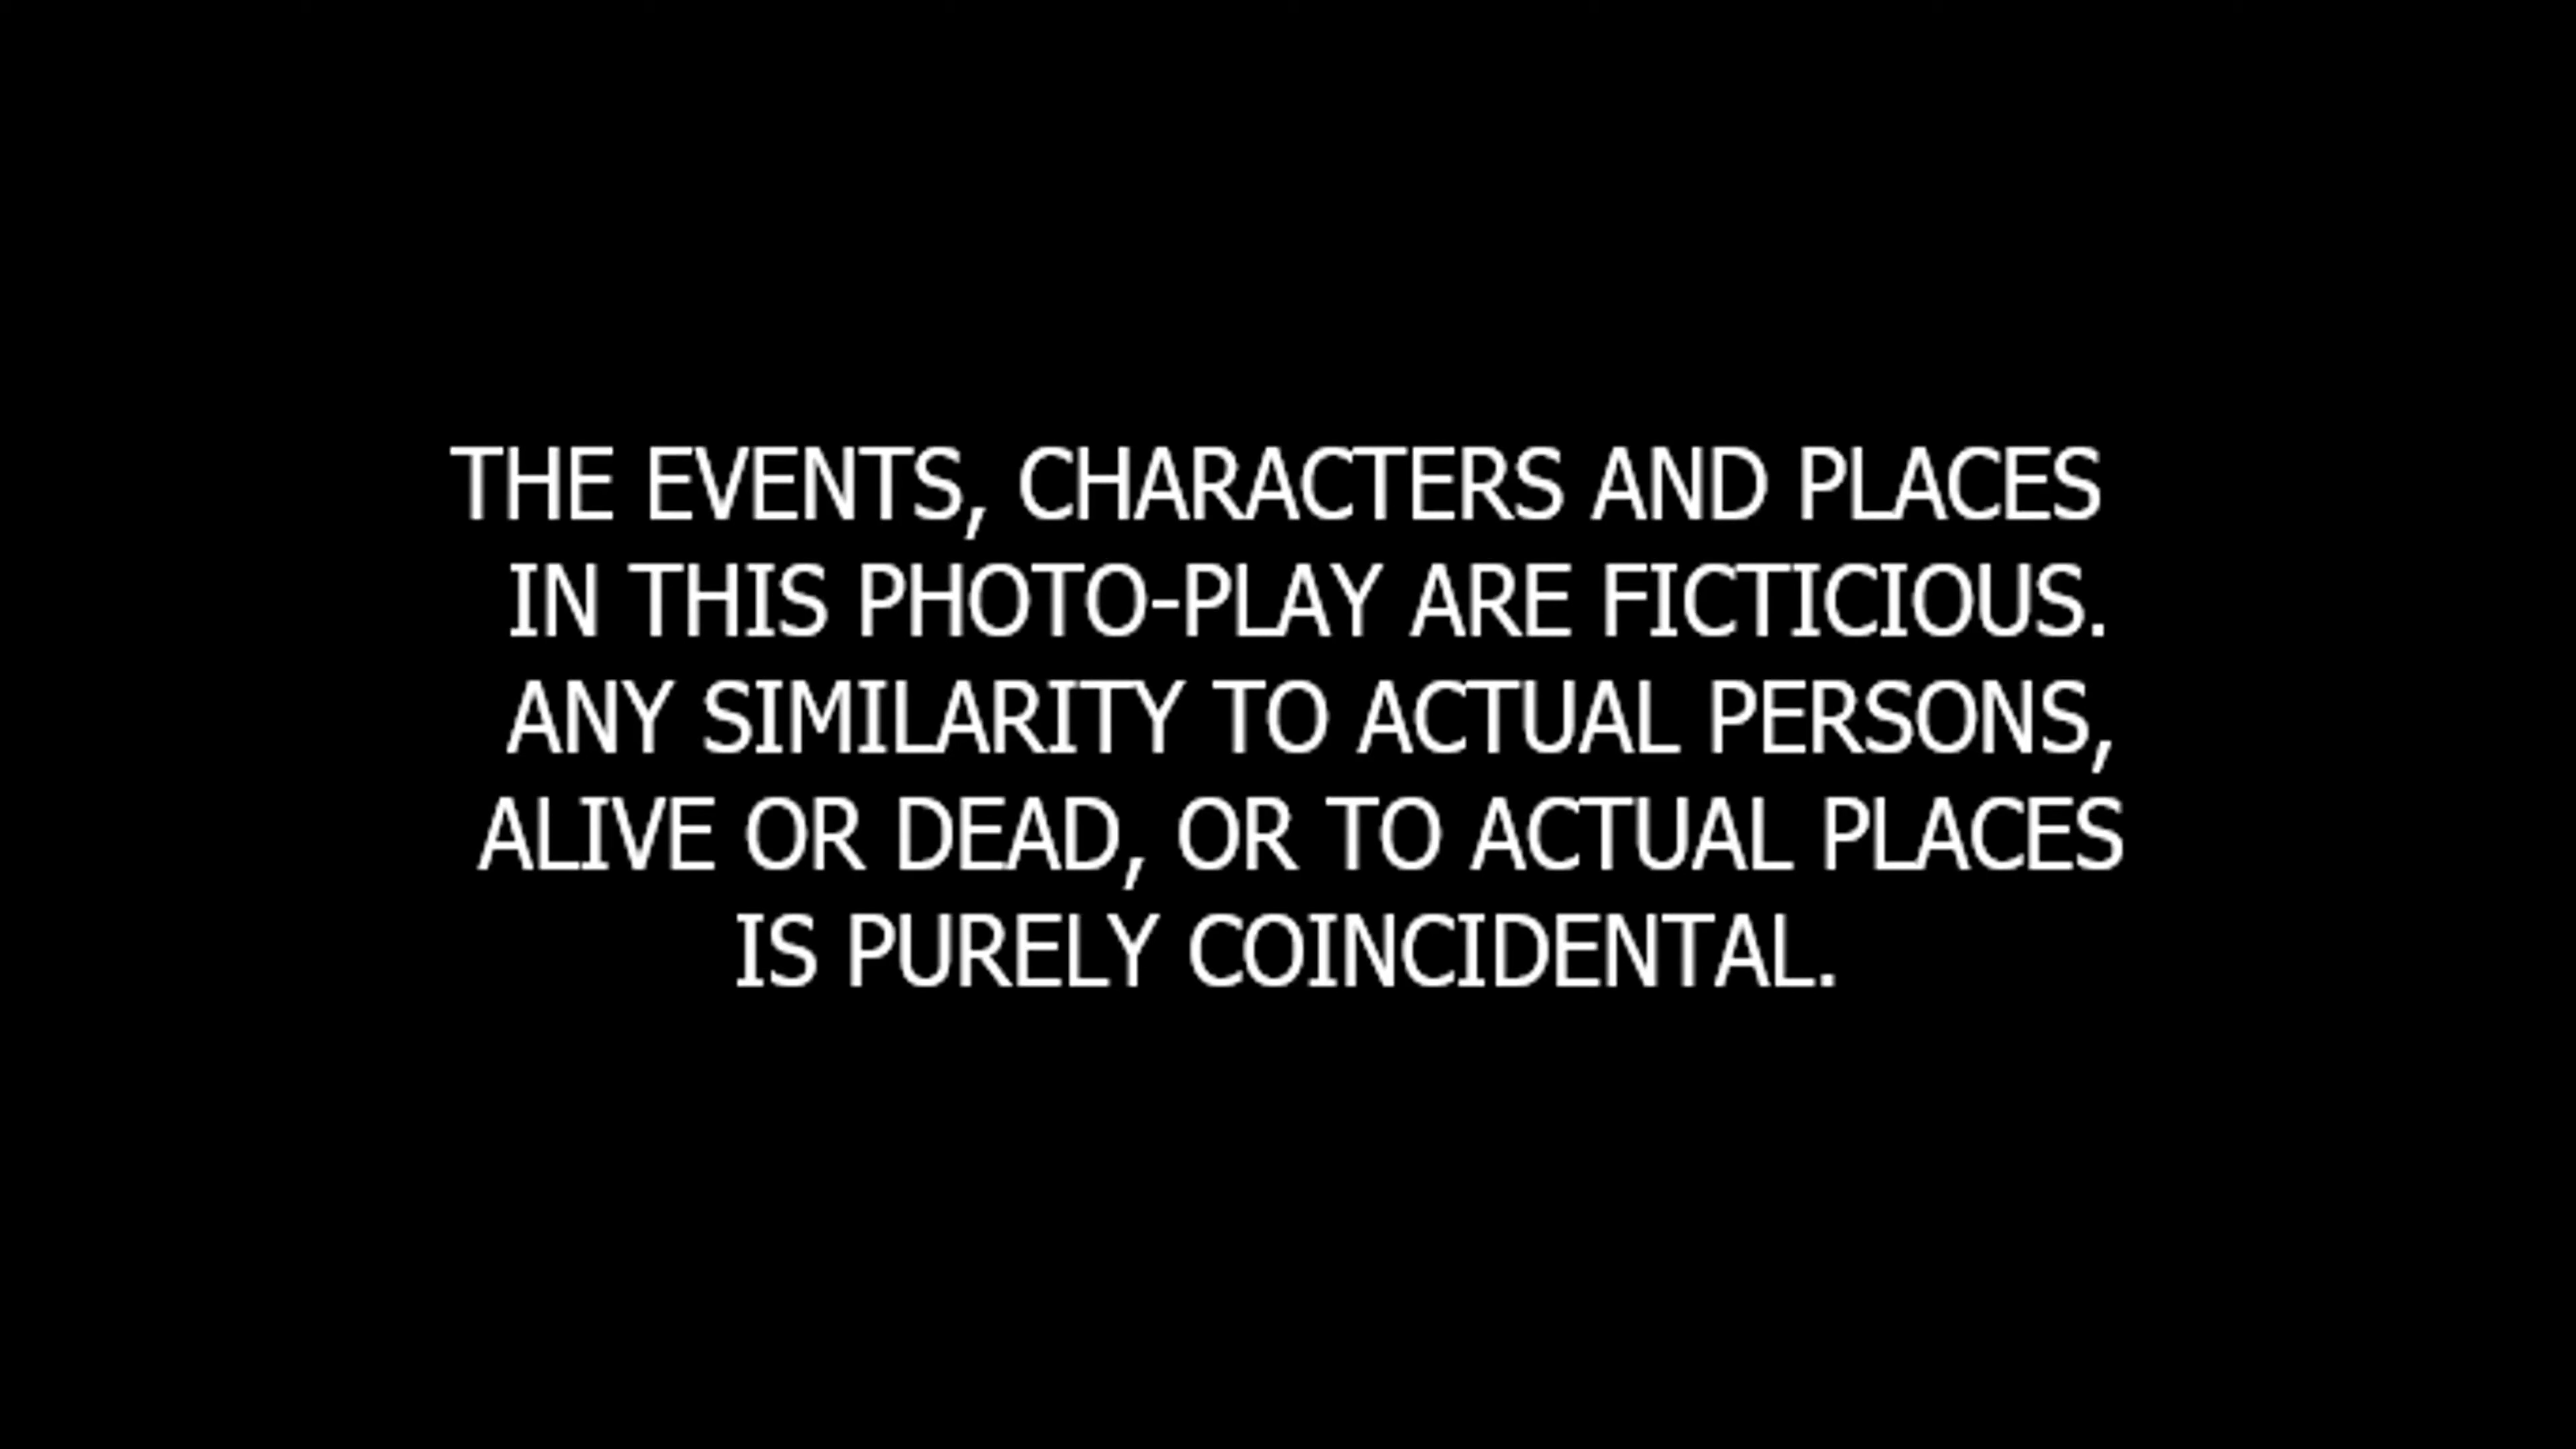 THE EVENTS, CHARACTERS AND PLACES
IN THIS PHOTO-PLAY ARE FICTICIOUS.
ANY SIMILARITY TO ACTUAL PERSONS,
ALIVE OR DEAD, OR TO ACTUAL PLACES
IS PURELY COINCIDENTAL.